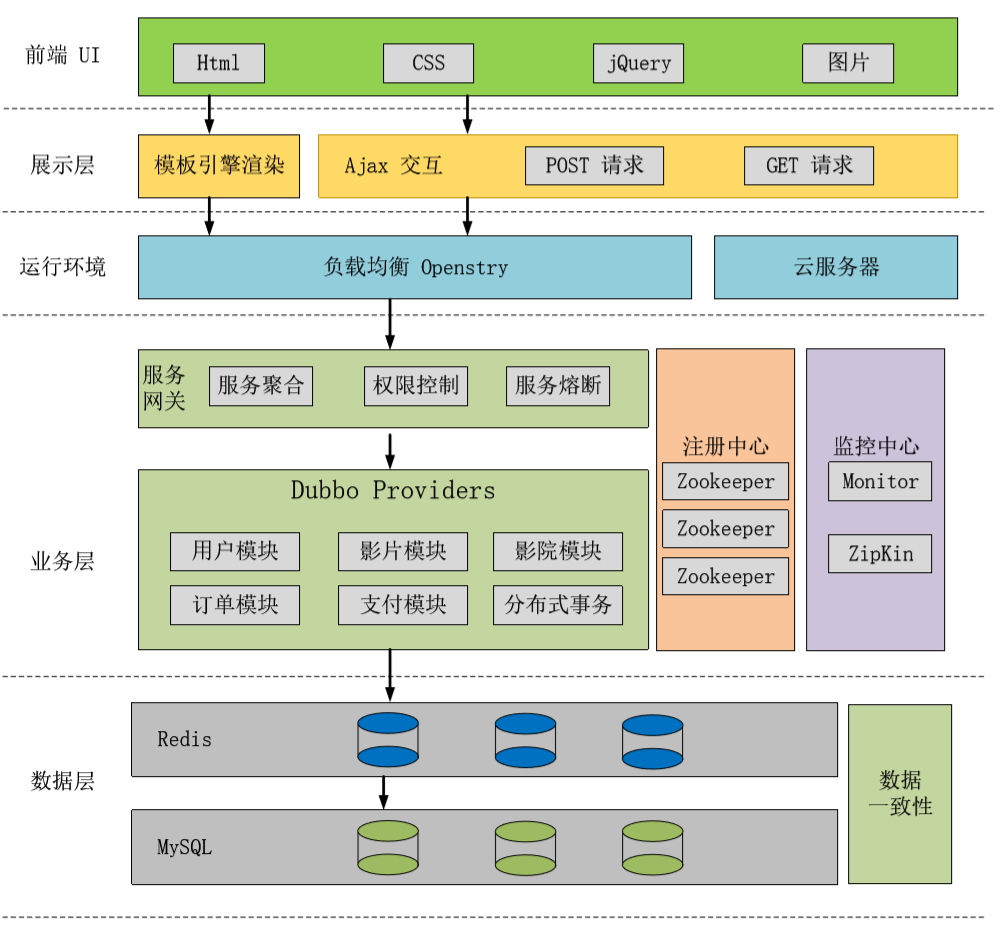 前端 UI
Html
CSS
jQuery
图片
展示层
模板引擎渲染
Ajax 交互
POST 请求
GET 请求
运行环境
负载均衡 Openstry
云服务器
业务层
服务
网关
服务聚合
权限控制
服务熔断
Dubbo Providers
用户模块
影片模块
影院模块
订单模块
支付模块
分布式事务
注册中心
Zookeeper
Zookeeper
Zookeeper
监控中心
Monitor
ZipKin
数据层
Redis
MySQL
数据
一致性